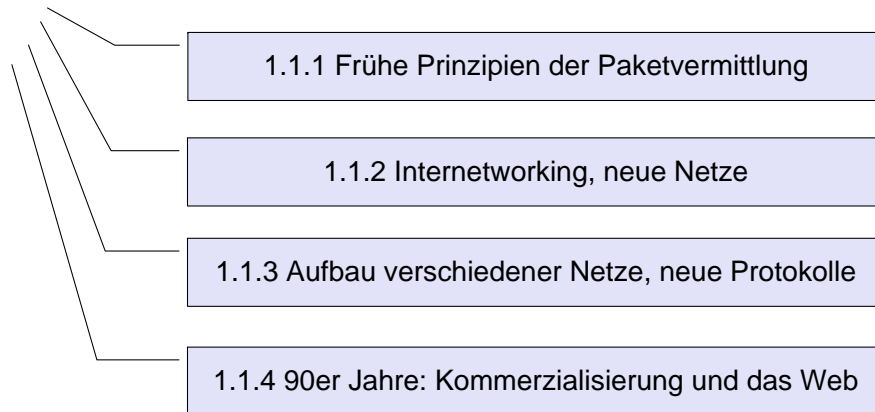 1.1.1 Frühe Prinzipien der Paketvermittlung
1.1.2 Internetworking, neue Netze
1.1.3 Aufbau verschiedener Netze, neue Protokolle
1.1.4 90er Jahre: Kommerzialisierung und das Web